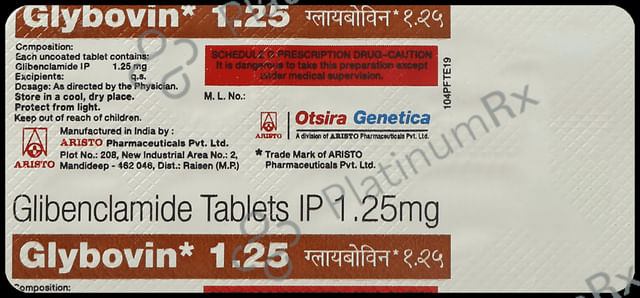 Glybovin* 1.25 ग्लायबोविन* १.२५
Composition:
Each uncoated tablet contains:
Glibenclamide IP 1.25 mg
Excipients: q.s.
Dosage: As directed by the Physician.
Store in a cool, dry place.
Protect from light.
Keep out of reach of children.
SCHEDULE G PRESCRIPTION DRUG-CAUTION
It is dangerous to take this preparation except
under medical supervision.
M. L. No.:
104PFTE19
ARISTO
Manufactured in India by :
ARISTO Pharmaceuticals Pvt. Ltd.
Plot No.: 208, New Industrial Area No.: 2,
Mandideep - 462 046, Dist.: Raisen (M.P.)
ARISTO
Otsira Genetica
A division of ARISTO Pharmaceuticals Pvt. Ltd.
* Trade Mark of ARISTO
Pharmaceuticals Pvt. Ltd.
Glibenclamide Tablets IP 1.25mg
Glybovin* 1.25 ग्लायबोविन* १.२५
Composition:
PlatinumRx